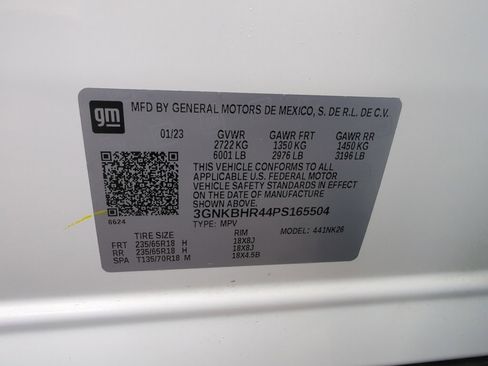 gm
MFD BY GENERAL MOTORS DE MEXICO, S. DE R.L. DE C.V.
01/23 GVWR GAWR FRT GAWR RR
2722 KG 1350 KG 1450 KG
6001 LB 2976 LB 3196 LB
THIS VEHICLE CONFORMS TO ALL
APPLICABLE U.S. FEDERAL MOTOR
VEHICLE SAFETY STANDARDS IN EFFECT
ON THE DATE OF MANUFACTURE
SHOWN ABOVE.
3GNKBHR44PS165504
6624
TYPE: MPV MODEL: 441NK26
TIRE SIZE RIM
FRT 235/65R18 H 18X8J
RR 235/65R18 H 18X8J
SPA T135/70R18 M 18X4.5B